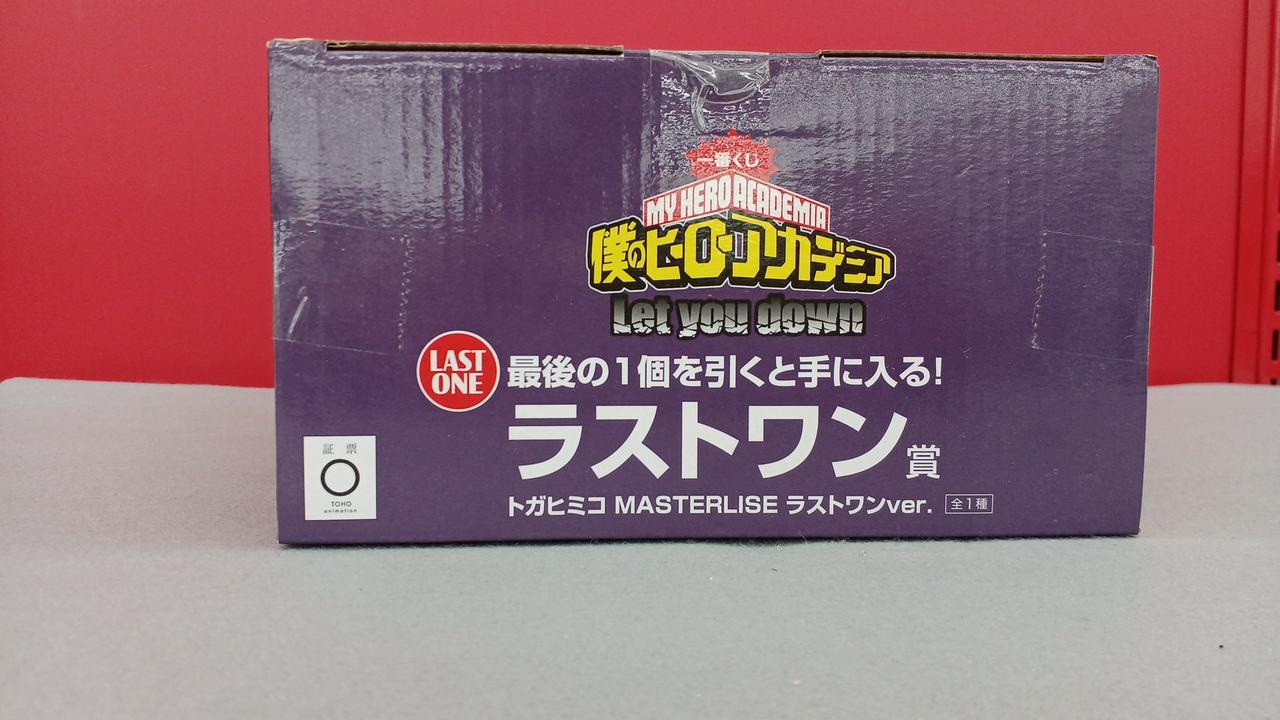 一番くじ
MY HERO ACADEMIA
僕のヒーローアカデミア
Let you down
LAST ONE
最後の1個を引くと手に入る!
ラストワン賞
トガヒミコ MASTERLISE ラストワンver. 全1種
証票
TOHO
animation